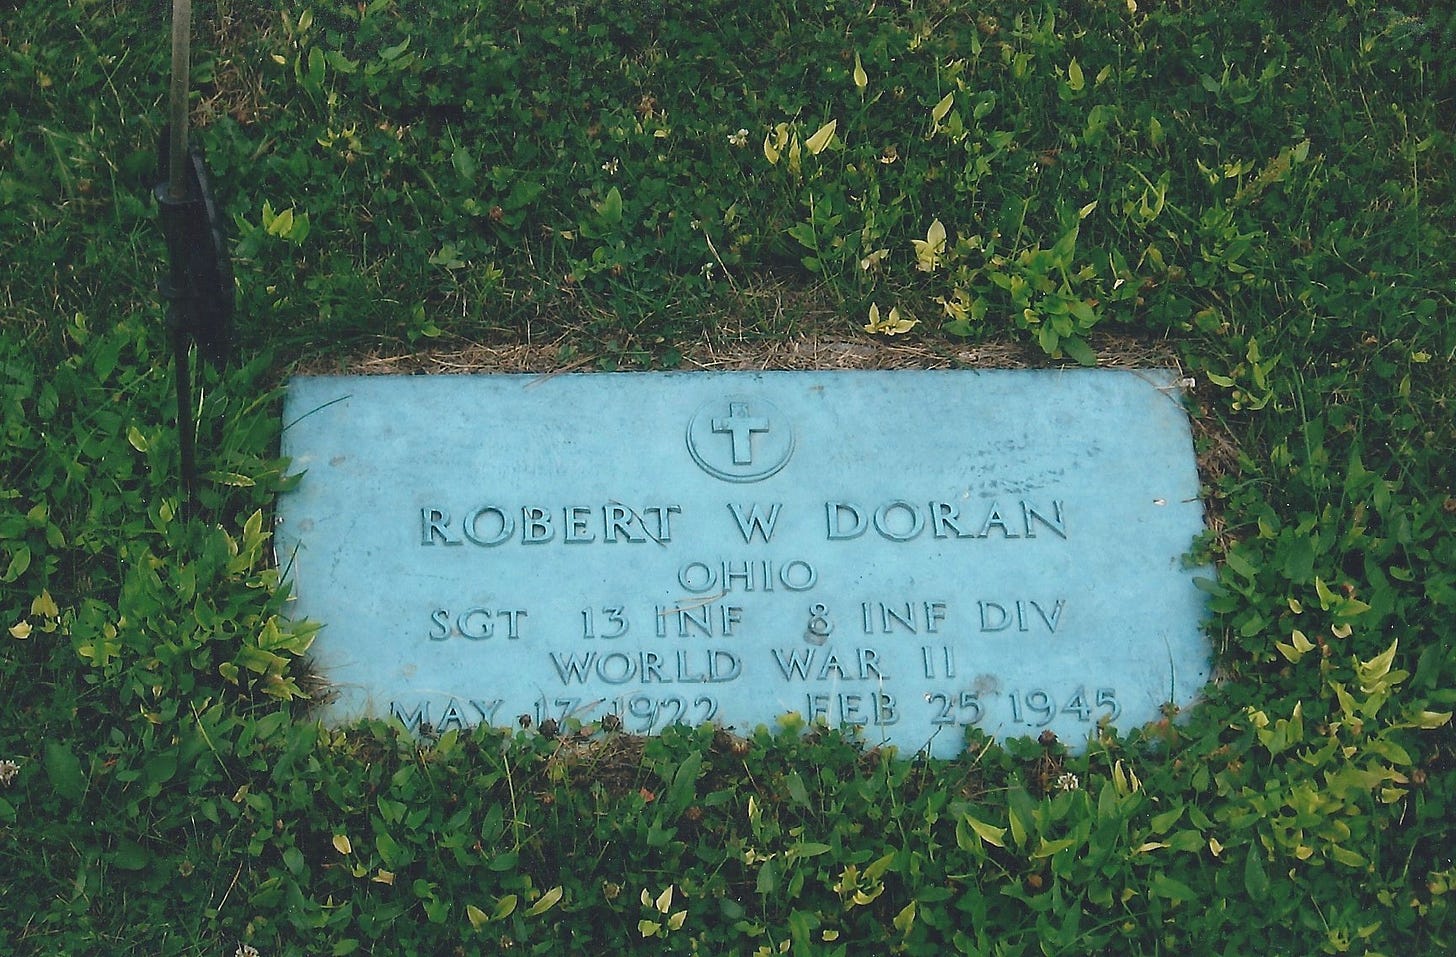 ROBERT W DORAN
OHIO
SGT 13 INF 8 INF DIV
WORLD WAR II
MAY 17 1922 FEB 25 1945